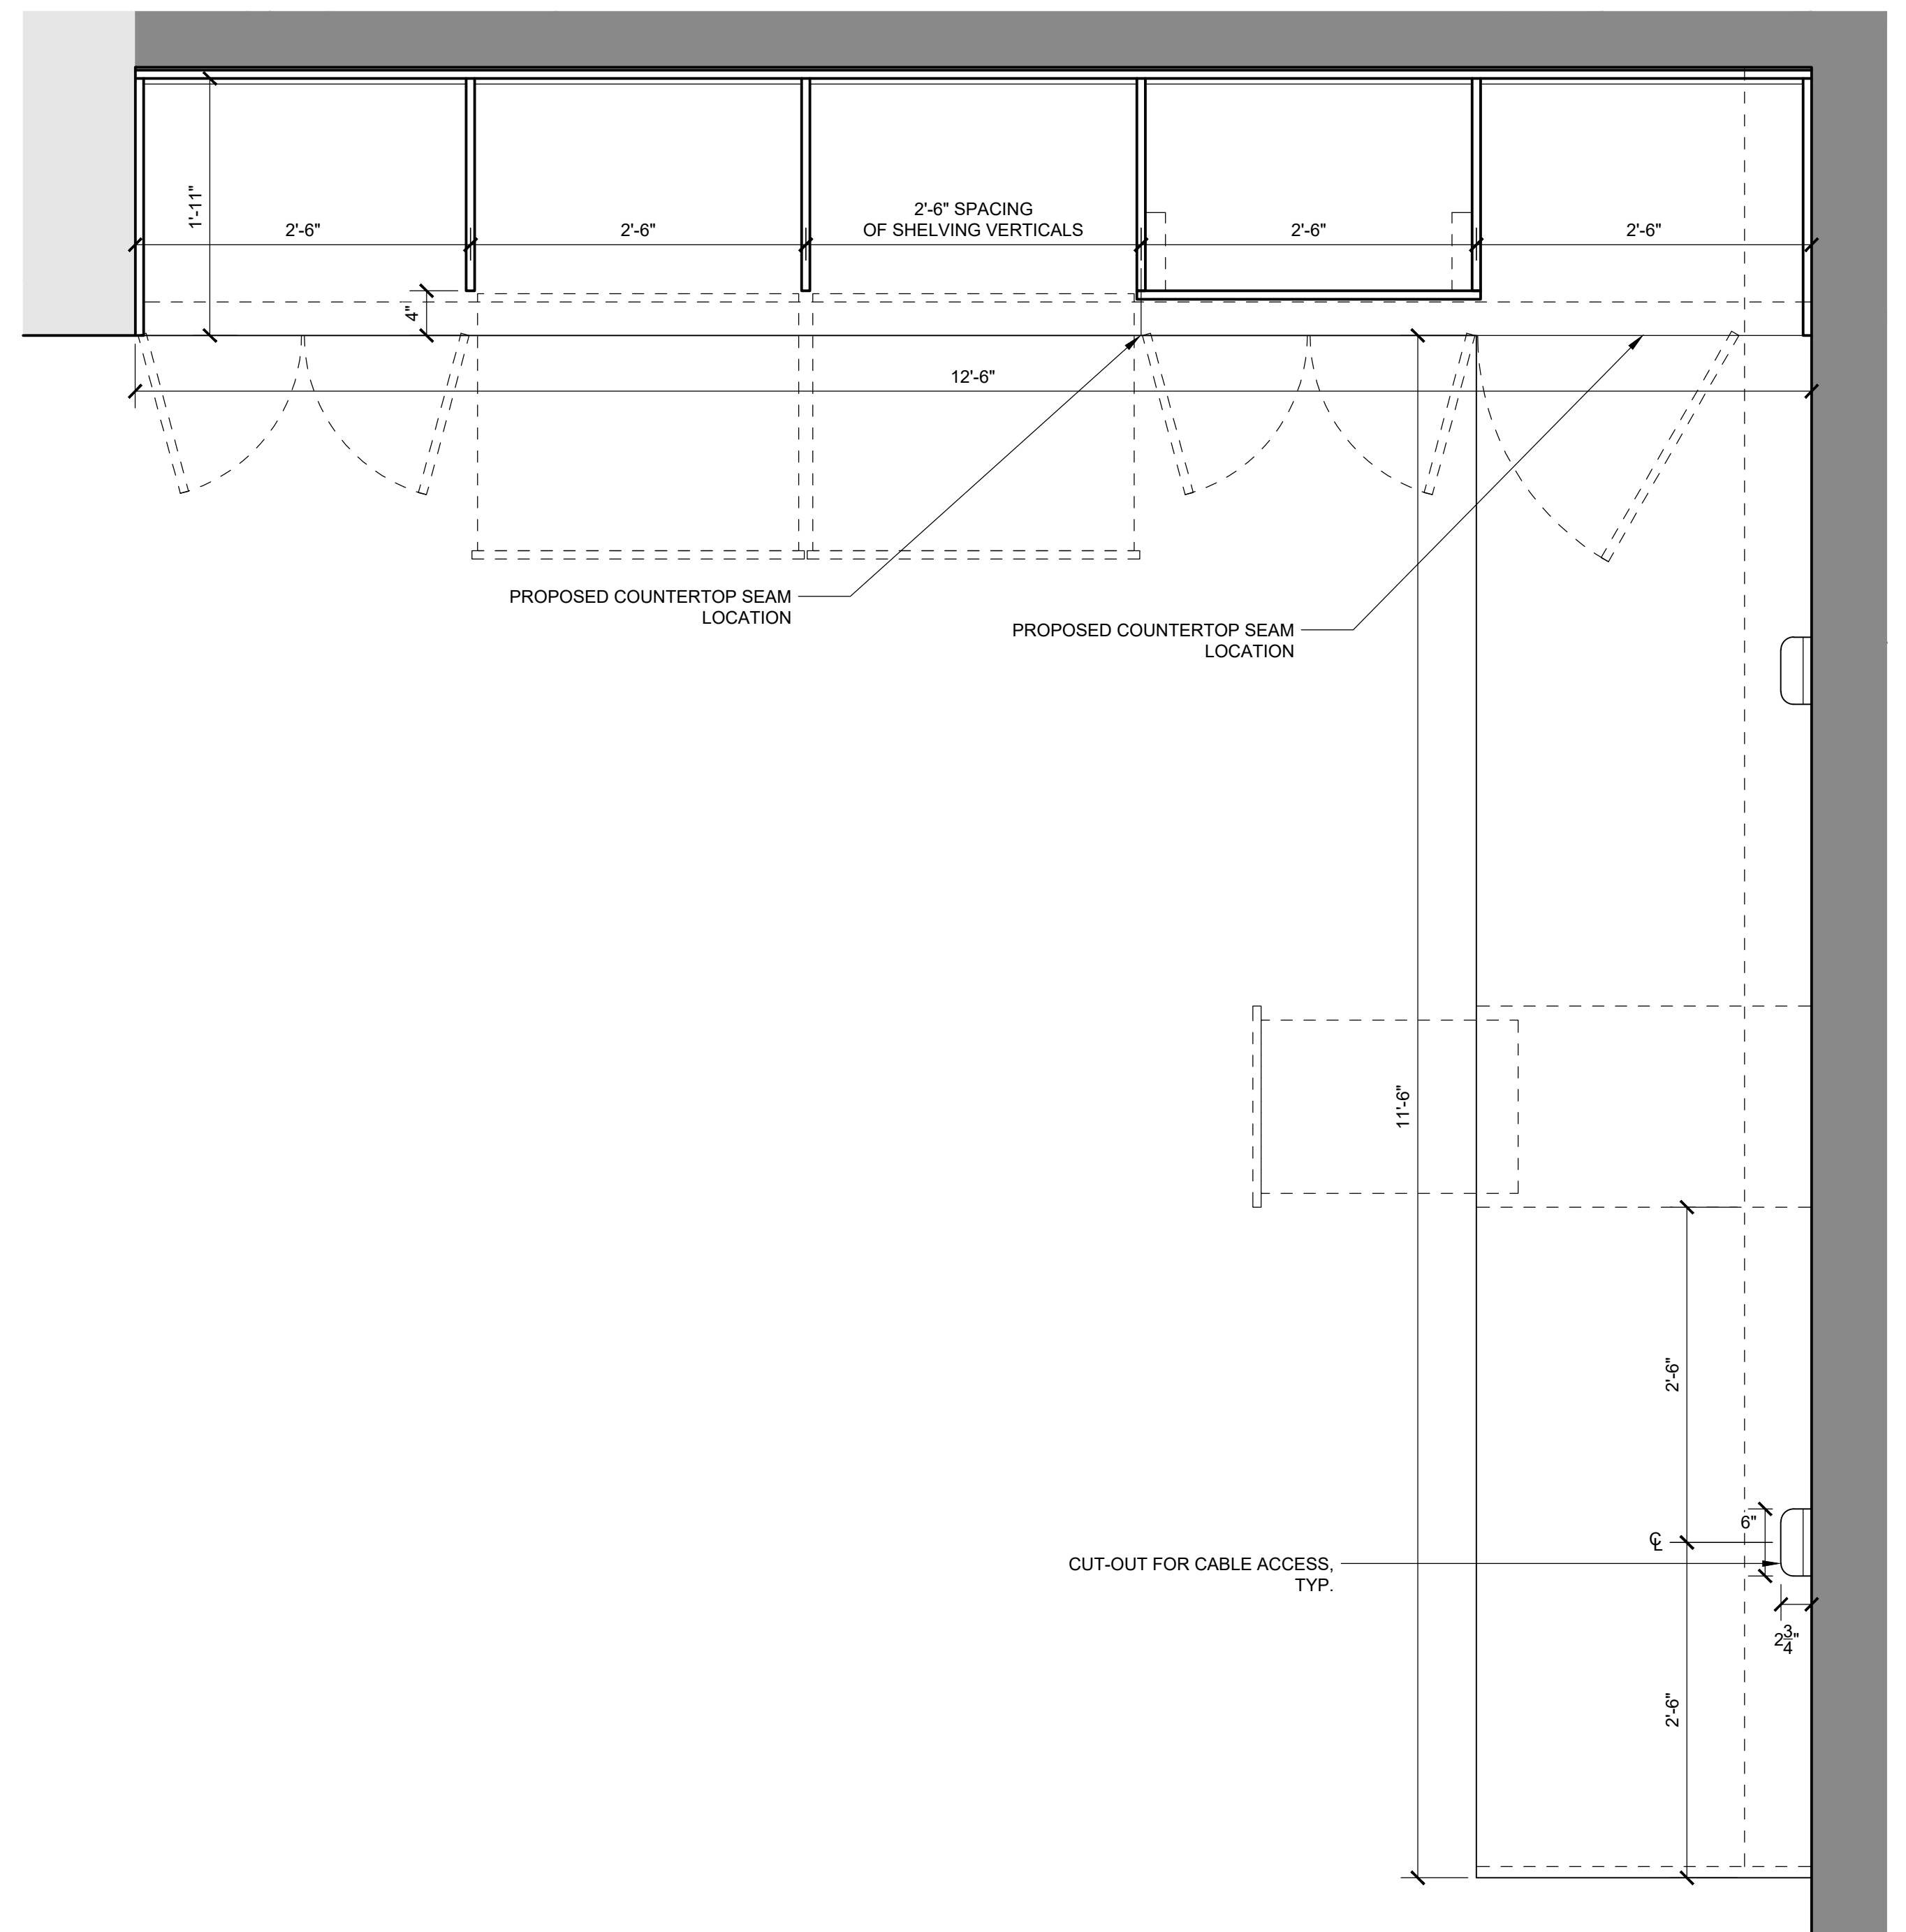 1'-11"
2'-6"
2'-6"
2'-6" SPACING
OF SHELVING VERTICALS
2'-6"
2'-6"
4"
12'-6"
PROPOSED COUNTERTOP SEAM
LOCATION
PROPOSED COUNTERTOP SEAM
LOCATION
11'-6"
2'-6"
6"
℄
CUT-OUT FOR CABLE ACCESS,
TYP.
2 3/4"
2'-6"